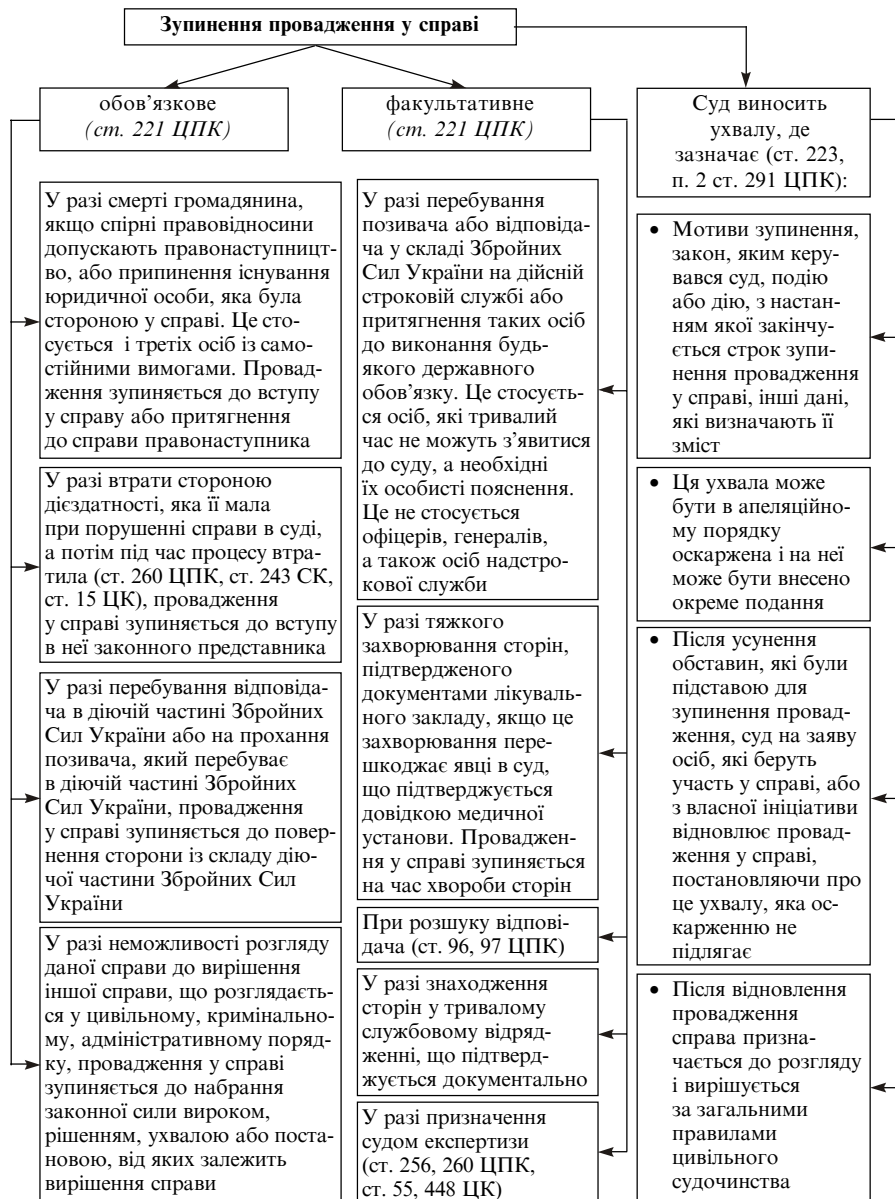 Зупинення провадження у справі
обов’язкове
(ст. 221 ЦПК)
У разі смерті громадянина,
якщо спірні правовідносини
допускають правонаступницт-
во, або припинення існування
юридичної особи, яка була
стороною у справі. Це сто-
сується і третіх осіб із само-
стійними вимогами. Провад-
ження зупиняється до вступу
у справу або притягнення
до справи правонаступника
У разі втрати стороною
дієздатності, яка її мала
при порушенні справи в суді,
а потім під час процесу втра-
тила (ст. 260 ЦПК, ст. 243 СК,
ст. 15 ЦК), провадження
у справі зупиняється до вступу
в неї законного представника
У разі перебування відповіда-
ча в діючій частині Збройних
Сил України або на прохання
позивача, який перебуває
в діючій частині Збройних
Сил України, провадження
у справі зупиняється до повер-
нення сторони із складу дію-
чої частини Збройних Сил
України
У разі неможливості розгляду
даної справи до вирішення
іншої справи, що розглядаєть-
ся у цивільному, кримінально-
му, адміністративному поряд-
ку, провадження у справі
зупиняється до набрання
законної сили вироком,
рішенням, ухвалою або поста-
новою, від яких залежить
вирішення справи
факультативне
(ст. 221 ЦПК)
У разі перебування
позивача або відповіда-
ча у складі Збройних
Сил України на дійсній
строковій службі або
притягнення таких осіб
до виконання будь-
якого державного
обов’язку. Це стосуєть-
ся осіб, які тривалий
час не можуть з’явитися
до суду, а необхідні
їх особисті пояснення.
Це не стосується
офіцерів, генералів,
а також осіб надстро-
кової служби
У разі тяжкого
захворювання сторін,
підтвердженого
документами лікуваль-
ного закладу, якщо це
захворювання пере-
шкоджає явці в суд,
що підтверджується
довідкою медичної
установи. Проваджен-
ня у справі зупиняється
на час хвороби сторін
При розшуку відпові-
дача (ст. 96, 97 ЦПК)
У разі знаходження
сторін у тривалому
службовому відряд-
женні, що підтверд-
жується документально
У разі призначення
судом експертизи
(ст. 256, 260 ЦПК,
ст. 55, 448 ЦК)
Суд виносить
ухвалу, де
зазначає (ст. 223,
п. 2 ст. 291 ЦПК):
• Мотиви зупинення,
закон, яким керу-
вався суд, подію
або дію, з настан-
ням якої закінчу-
ється строк зупи-
нення провадження
у справі, інші дані,
які визначають її
зміст
• Ця ухвала може
бути в апеляційно-
му порядку
оскаржена і на неї
може бути внесено
окреме подання
• Після усунення
обставин, які були
підставою для
зупинення провад-
ження, суд на заяву
осіб, які беруть
участь у справі, або
з власної ініціативи
відновлює провад-
ження у справі,
постановляючи про
це ухвалу, яка ос-
карженню не
підлягає
• Після відновлення
провадження
справа призна-
чається до розгляду
і вирішується
за загальними
правилами
цивільного
судочинства